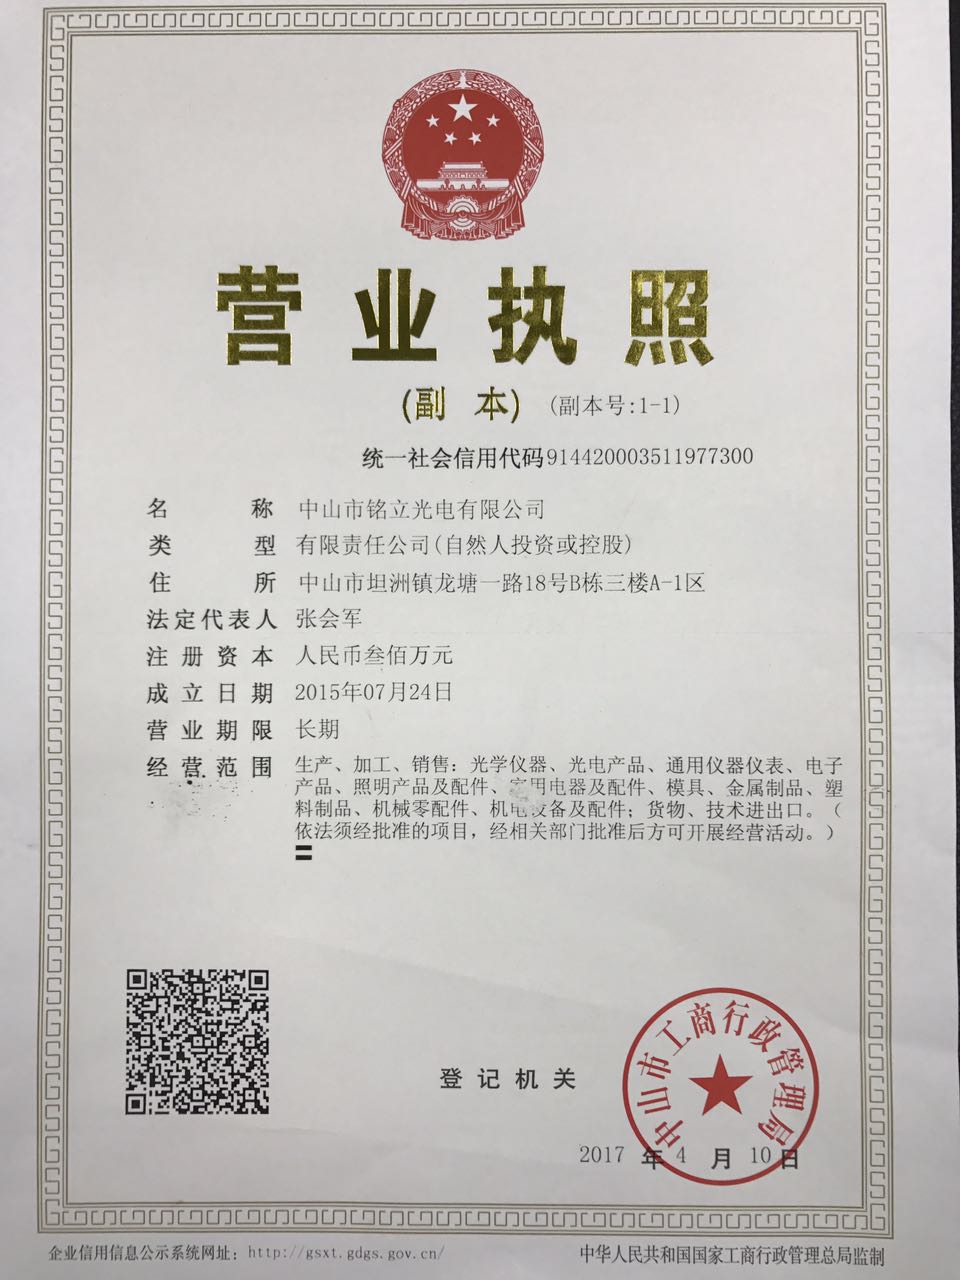 营业执照
(副 本) (副本号:1-1)
统一社会信用代码914420003511977300
名 称 中山市铭立光电有限公司
类 型 有限责任公司(自然人投资或控股)
住 所 中山市坦洲镇龙塘一路18号B栋三楼A-1区
法定代表人 张会军
注 册 资 本 人民币叁佰万元
成 立 日 期 2015年07月24日
营 业 期 限 长期
经 营 范 围 生产、加工、销售：光学仪器、光电产品、通用仪器仪表、电子
产品、照明产品及配件、家用电器及配件、模具、金属制品、塑
料制品、机械零配件、机电设备及配件；货物、技术进出口。（
依法须经批准的项目，经相关部门批准后方可开展经营活动。）
登 记 机 关
中山市工商行政管理局
2017 年 4 月 10 日
企业信用信息公示系统网址：http://gsxt.gdgs.gov.cn/
中华人民共和国国家工商行政管理总局监制